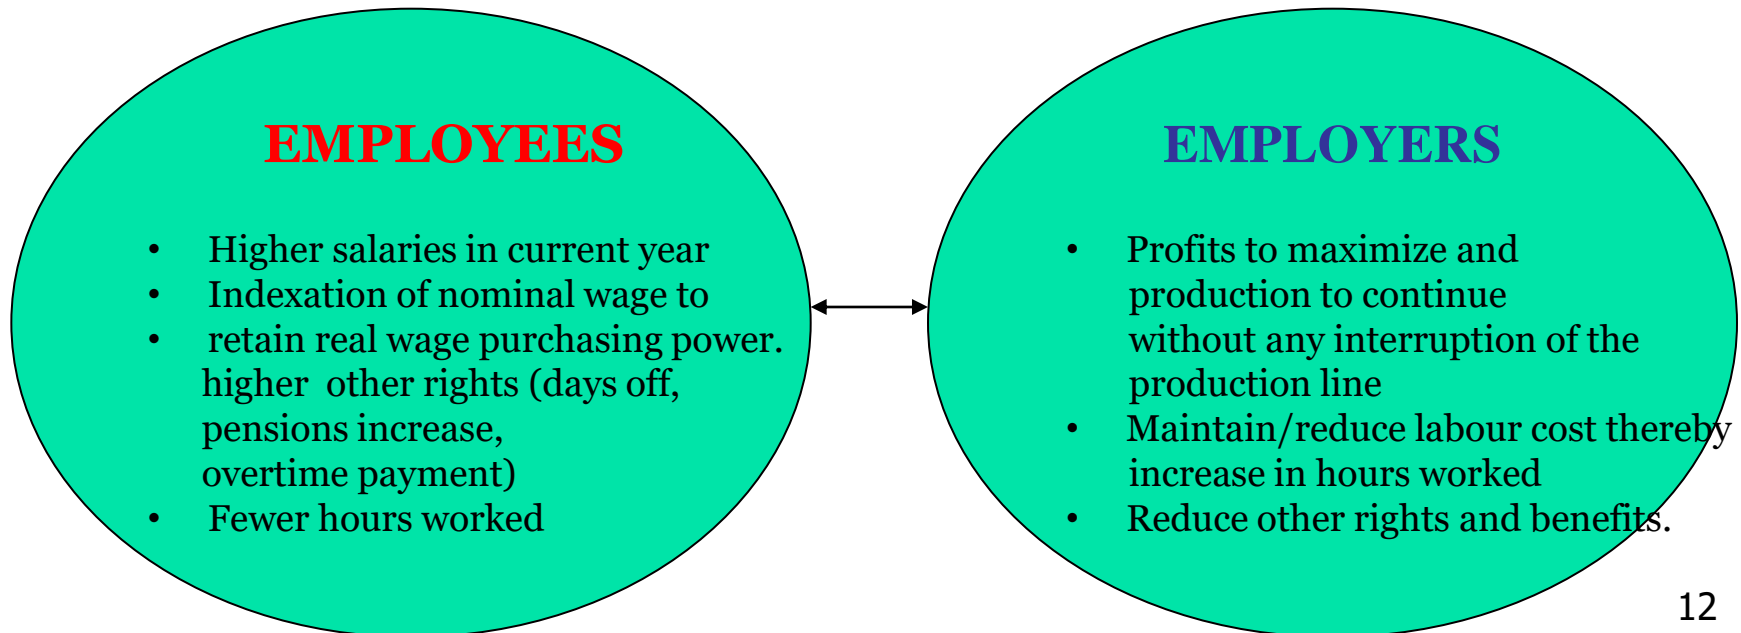 EMPLOYEES
• Higher salaries in current year
• Indexation of nominal wage to
• retain real wage purchasing power.
higher other rights (days off,
pensions increase,
overtime payment)
• Fewer hours worked
EMPLOYERS
• Profits to maximize and
production to continue
without any interruption of the
production line
• Maintain/reduce labour cost thereby
increase in hours worked
• Reduce other rights and benefits.
12